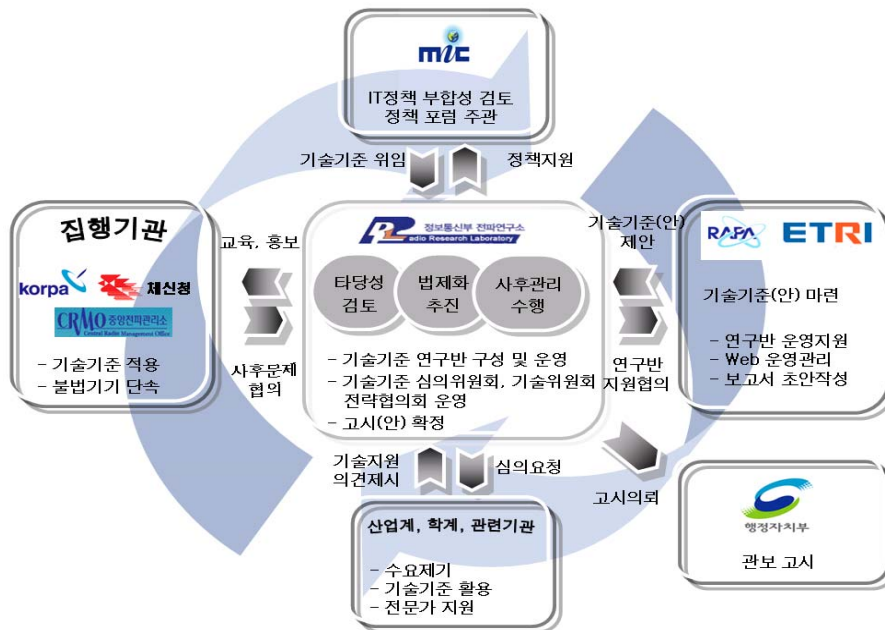 mic
IT정책 부합성 검토
정책 포럼 주관
기술기준 위임
정책지원
집행기관
korpa
체신청
CRMO 중앙전파관리소
Central Radio Management Office
- 기술기준 적용
- 불법기기 단속
교육, 홍보
사후문제
협의
정보통신부 전파연구소
Radio Research Laboratory
타당성
검토
법제화
추진
사후관리
수행
- 기술기준 연구반 구성 및 운영
- 기술기준 심의위원회, 기술위원회
전략협의회 운영
- 고시(안) 확정
기술기준(안)
제안
연구반
지원협의
RAPA ETRI
기술기준(안) 마련
- 연구반 운영지원
- Web 운영관리
- 보고서 초안작성
기술지원
의견제시
심의요청
고시의뢰
산업계, 학계, 관련기관
- 수요제기
- 기술기준 활용
- 전문가 지원
행정자치부
관보 고시